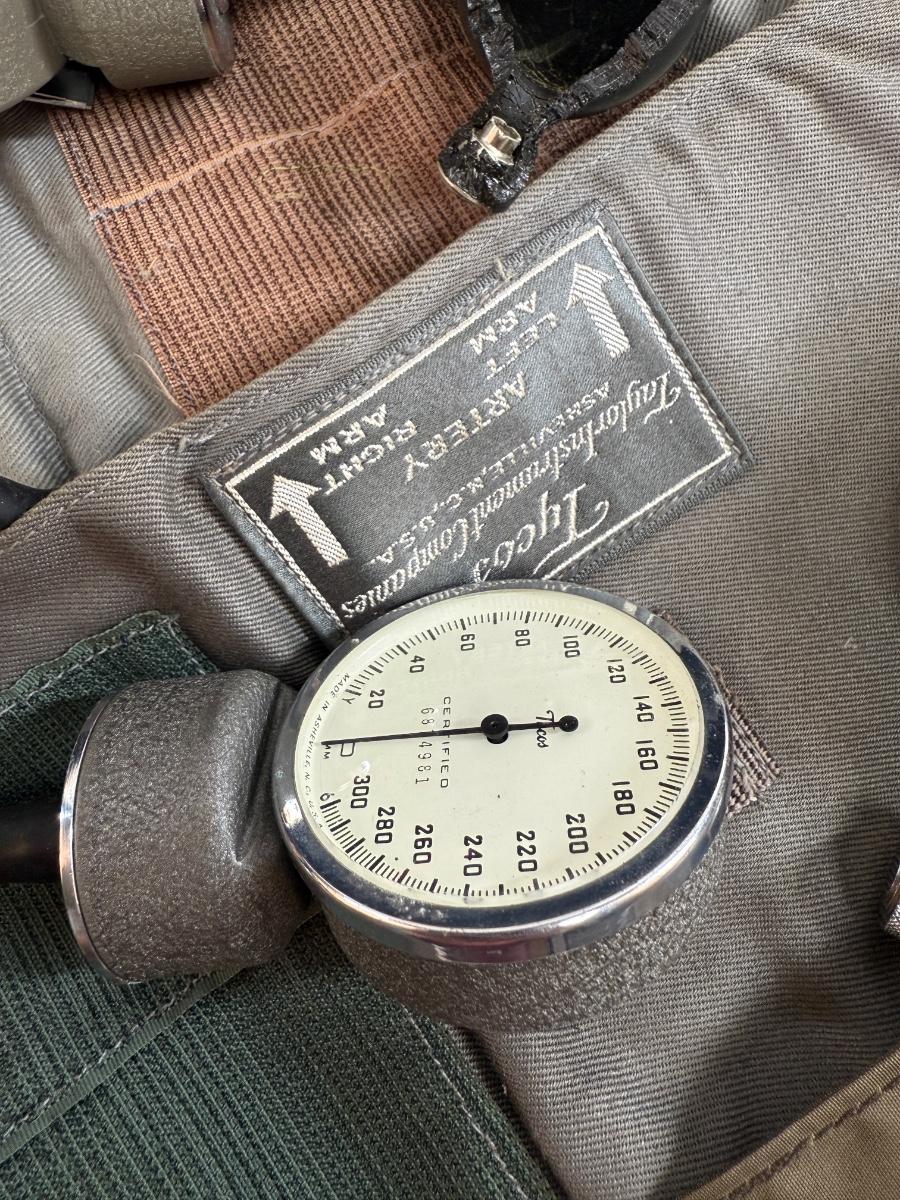 Tycos
Taylor Instrument Companies
ASHEVILLE, N.C., U.S.A.
ARTERY
LEFT RIGHT
ARM ARM
20
40
60
80
100
120
140
160
180
200
220
240
260
280
300
Tycos
CERTIFIED
MM
MADE IN ASHEVILLE, N.C. U.S.A.